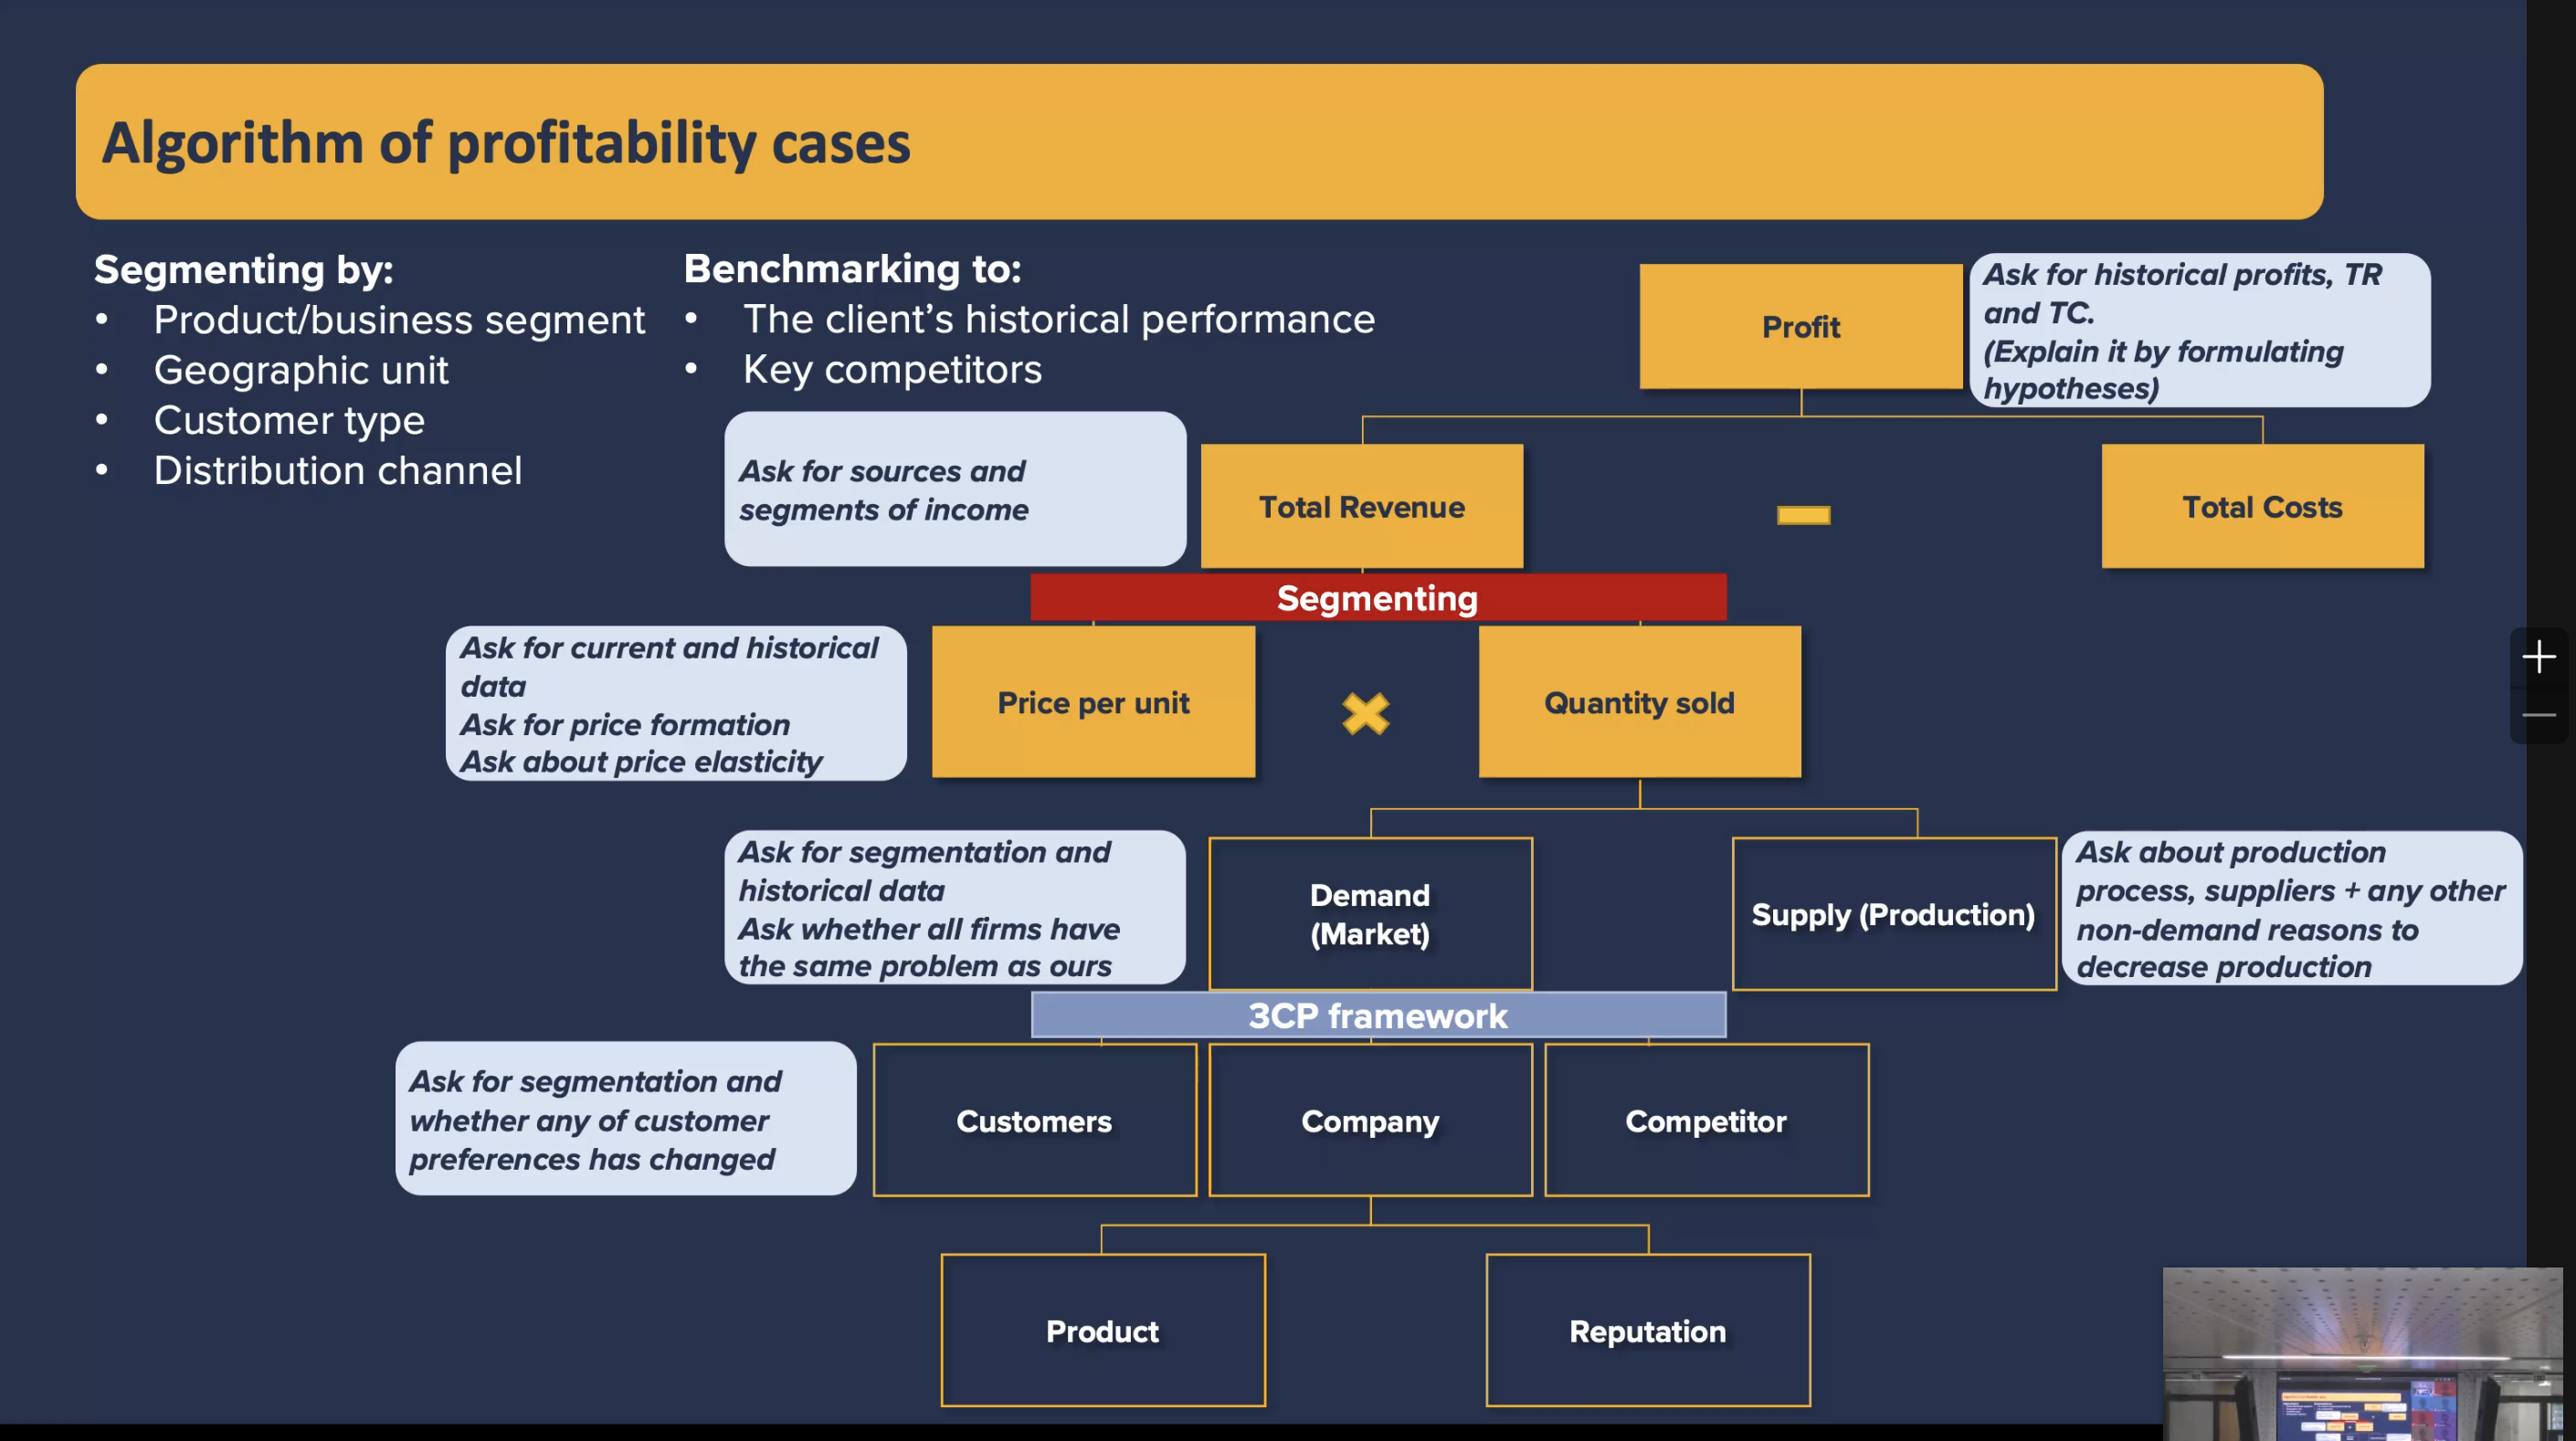 Algorithm of profitability cases
Segmenting by:
• Product/business segment
• Geographic unit
• Customer type
• Distribution channel
Benchmarking to:
• The client’s historical performance
• Key competitors
Profit
Ask for historical profits, TR
and TC.
(Explain it by formulating
hypotheses)
Ask for sources and
segments of income
Total Revenue
Total Costs
Segmenting
Ask for current and historical
data
Ask for price formation
Ask about price elasticity
Price per unit
Quantity sold
Ask for segmentation and
historical data
Ask whether all firms have
the same problem as ours
Demand
(Market)
Supply (Production)
Ask about production
process, suppliers + any other
non-demand reasons to
decrease production
3CP framework
Ask for segmentation and
whether any of customer
preferences has changed
Customers
Company
Competitor
Product
Reputation